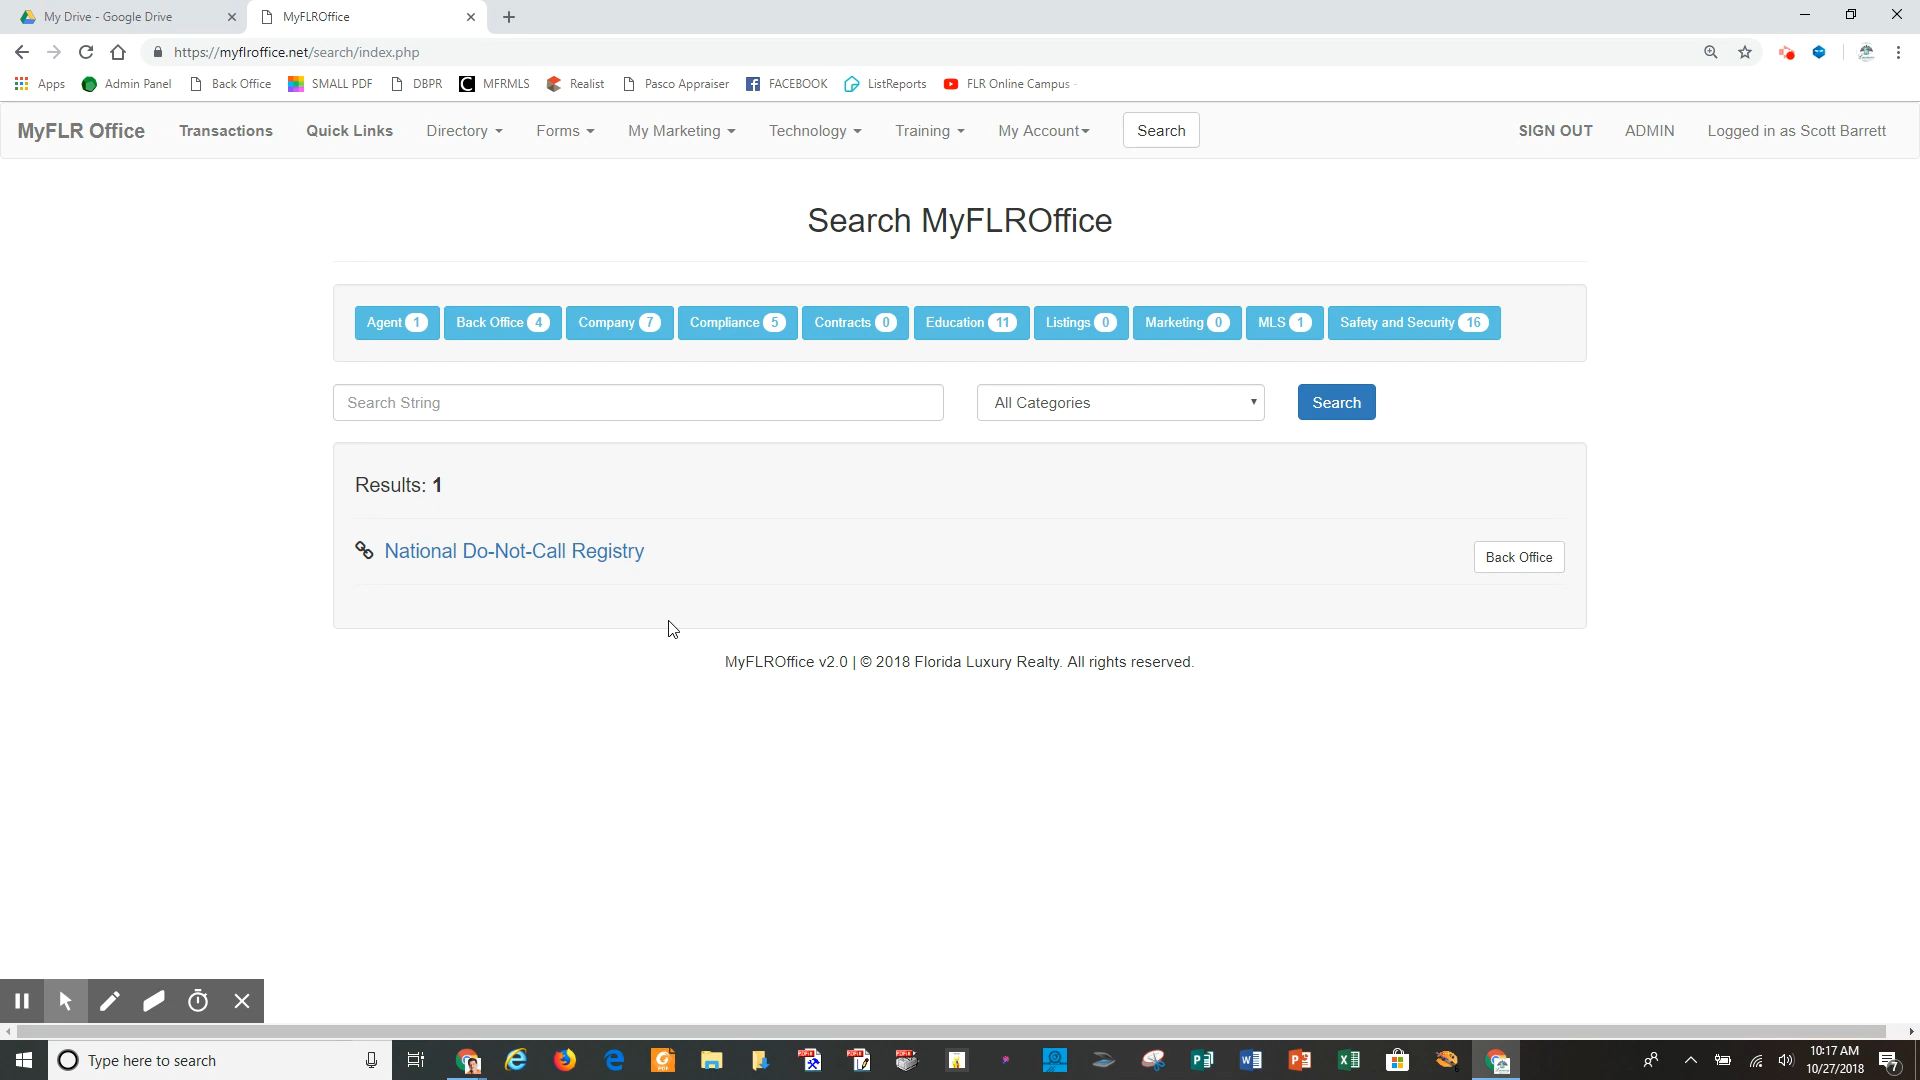 My Drive - Google Drive
MyFLROffice
https://myflroffice.net/search/index.php
Apps Admin Panel Back Office SMALL PDF DBPR MFRMLS Realist Pasco Appraiser FACEBOOK ListReports FLR Online Campus -
MyFLR Office Transactions Quick Links Directory Forms My Marketing Technology Training My Account Search SIGN OUT ADMIN Logged in as Scott Barrett
Search MyFLROffice
Agent 1 Back Office 4 Company 7 Compliance 5 Contracts 0 Education 11 Listings 0 Marketing 0 MLS 1 Safety and Security 16
Search String All Categories Search
Results: 1
National Do-Not-Call Registry Back Office
MyFLROffice v2.0 | © 2018 Florida Luxury Realty. All rights reserved.
Type here to search
10:17 AM
10/27/2018
7